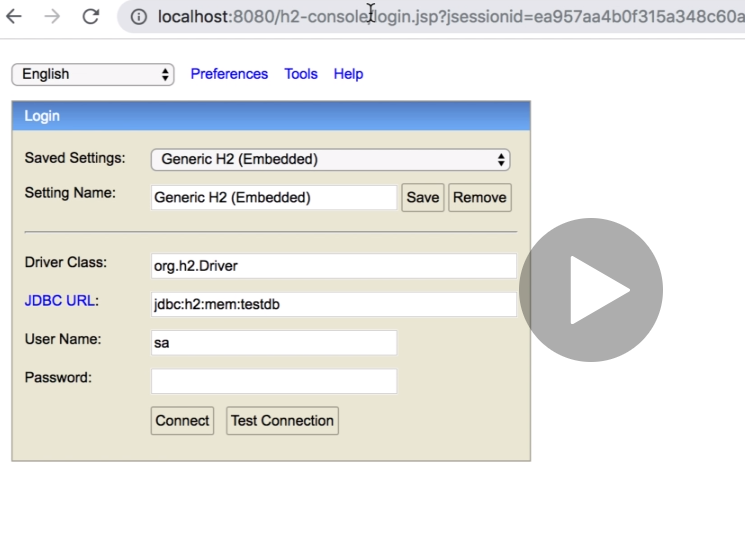 localhost:8080/h2-console/login.jsp?jsessionid=ea957aa4b0f315a348c60a
English Preferences Tools Help
Login
Saved Settings: Generic H2 (Embedded)
Setting Name: Generic H2 (Embedded) Save Remove
Driver Class: org.h2.Driver
JDBC URL: jdbc:h2:mem:testdb
User Name: sa
Password:
Connect Test Connection